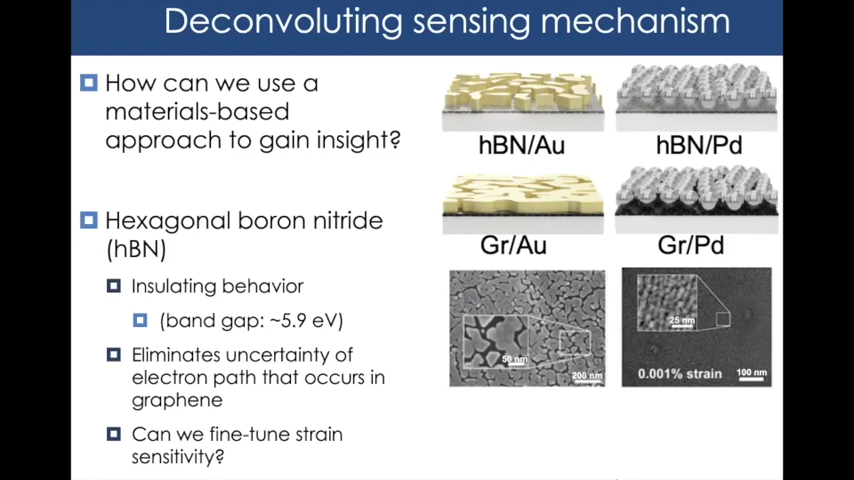 Deconvoluting sensing mechanism
How can we use a
materials-based
approach to gain insight?
Hexagonal boron nitride
(hBN)
Insulating behavior
(band gap: ~5.9 eV)
Eliminates uncertainty of
electron path that occurs in
graphene
Can we fine-tune strain
sensitivity?
hBN/Au
hBN/Pd
Gr/Au
Gr/Pd
50 nm
200 nm
25 nm
0.001% strain
100 nm